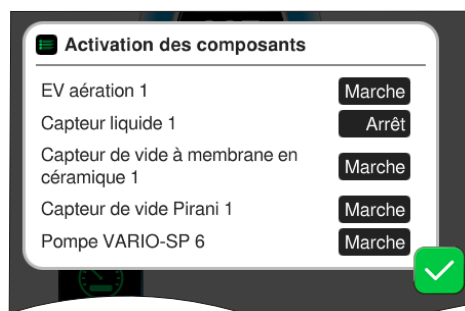 Activation des composants
EV aération 1 Marche
Capteur liquide 1 Arrêt
Capteur de vide à membrane en
céramique 1 Marche
Capteur de vide Pirani 1 Marche
Pompe VARIO-SP 6 Marche